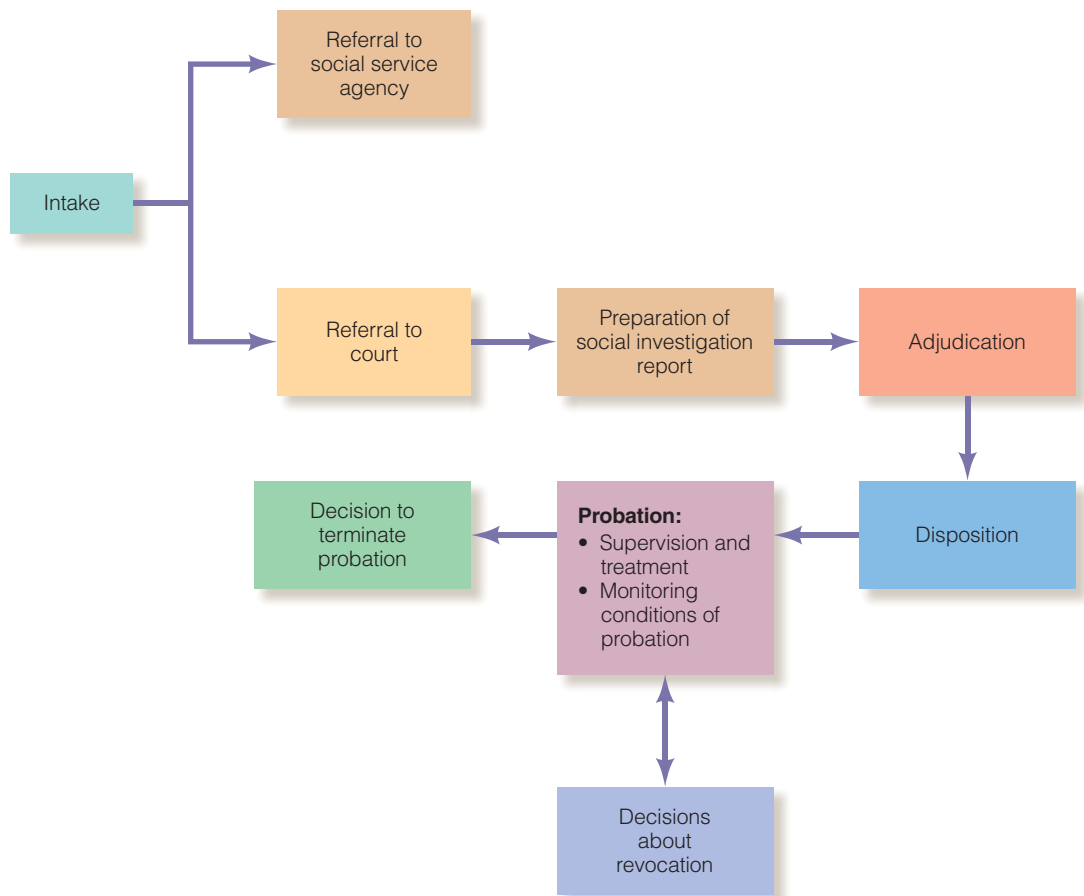 Referral to
social service
agency
Intake
Referral to
court
Preparation of
social investigation
report
Adjudication
Decision to
terminate
probation
Probation:
• Supervision and
treatment
• Monitoring
conditions of
probation
Disposition
Decisions
about
revocation